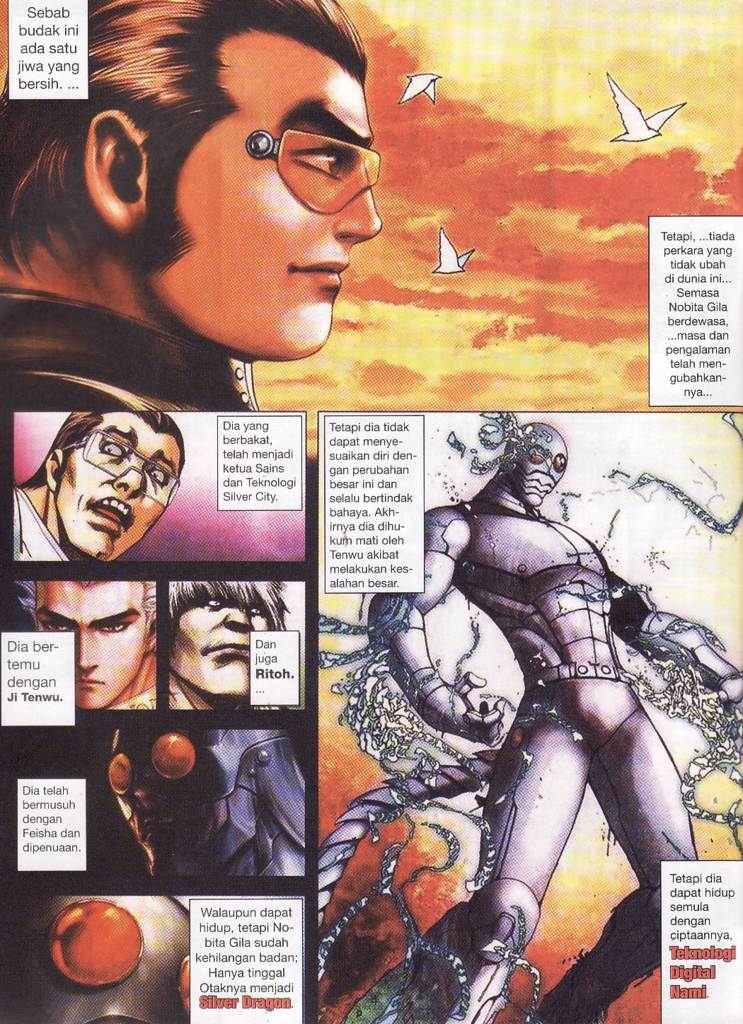 Sebab
budak ini
ada satu
jiwa yang
bersih. ...
Tetapi, ...tiada
perkara yang
tidak ubah
di dunia ini...
Semasa
Nobita Gila
berdewasa,
...masa dan
pengalaman
telah men-
gubahkan-
nya...
Dia yang
berbakat,
telah menjadi
ketua Sains
dan Teknologi
Silver City.
Dia ber-
temu
dengan
Ji Tenwu.
Dan
juga
Ritoh.
...
Dia telah
bermusuh
dengan
Feisha dan
dipenuaan.
Walaupun dapat
hidup, tetapi No-
bita Gila sudah
kehilangan badan;
Hanya tinggal
Otaknya menjadi
Silver Dragon.
Tetapi dia tidak
dapat menye-
suaikan diri den-
gan perubahan
besar ini dan
selalu bertindak
bahaya. Akh-
irnya dia dihu-
kum mati oleh
Tenwu akibat
melakukan kes-
alahan besar.
Tetapi dia
dapat hidup
semula
dengan
ciptaannya,
Teknologi
Digital
Nami.